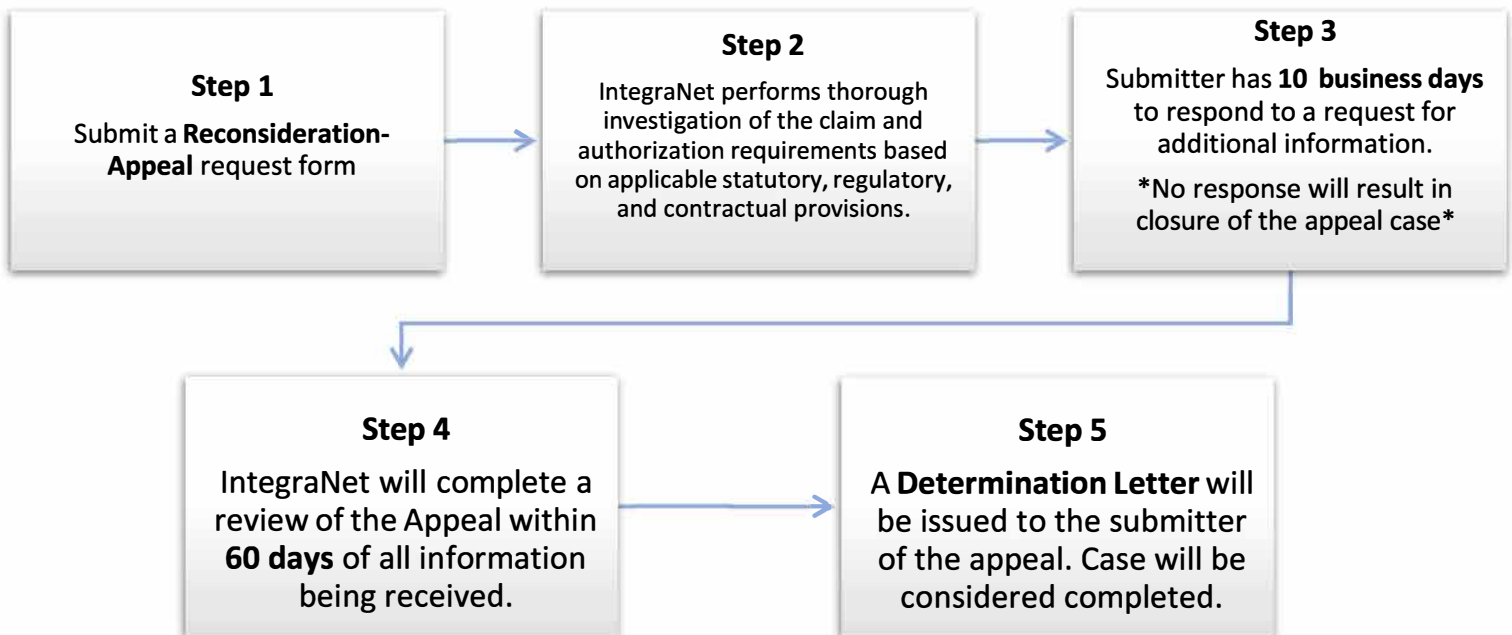 Step 1
Submit a Reconsideration-
Appeal request form
Step 2
IntegraNet performs thorough
investigation of the claim and
authorization requirements based
on applicable statutory, regulatory,
and contractual provisions.
Step 3
Submitter has 10 business days
to respond to a request for
additional information.
*No response will result in
closure of the appeal case*
Step 4
IntegraNet will complete a
review of the Appeal within
60 days of all information
being received.
Step 5
A Determination Letter will
be issued to the submitter
of the appeal. Case will be
considered completed.